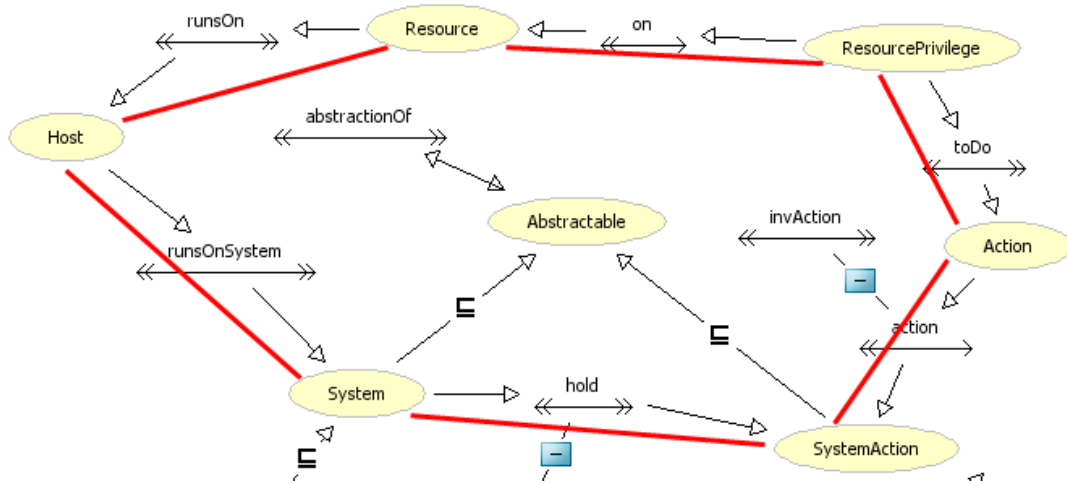 runsOn
Resource
on
ResourcePrivilege
abstractionOf
Host
toDo
Abstractable
invAction
Action
runsOnSystem
⊑
⊑
action
System
hold
SystemAction
⊑